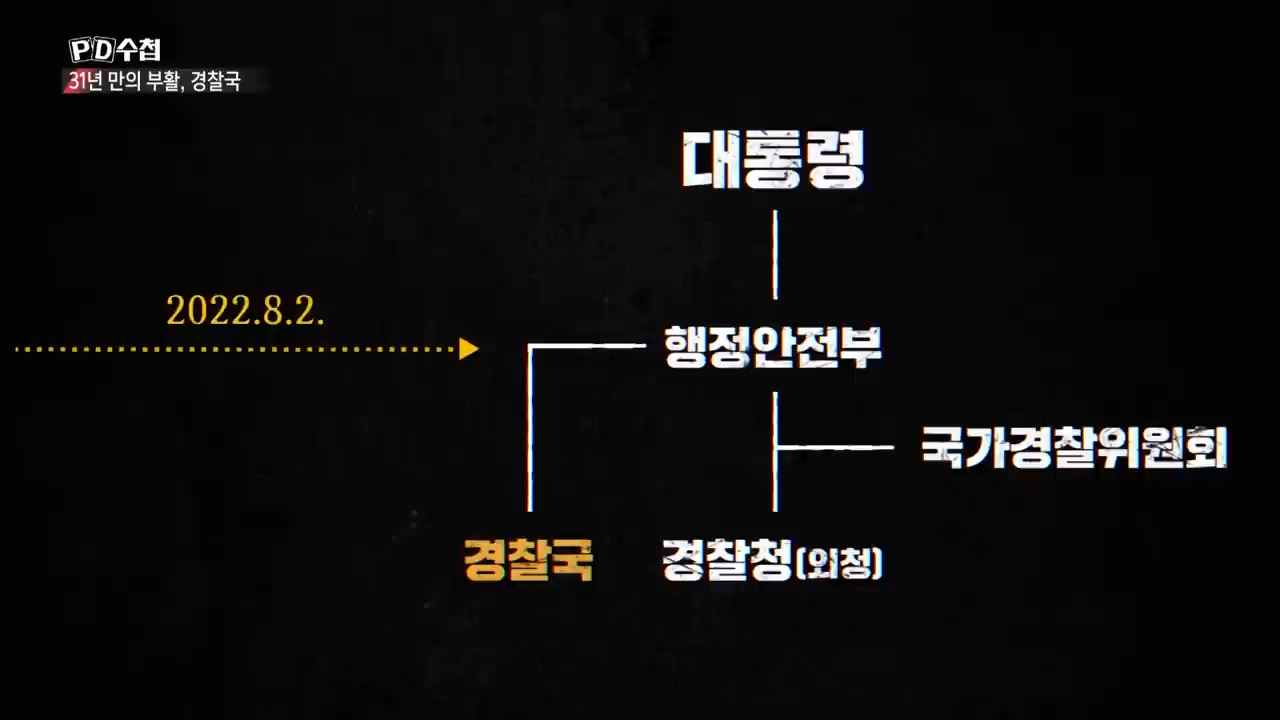 PD수첩
31년 만의 부활, 경찰국
대통령
2022.8.2.
행정안전부
국가경찰위원회
경찰국
경찰청(외청)